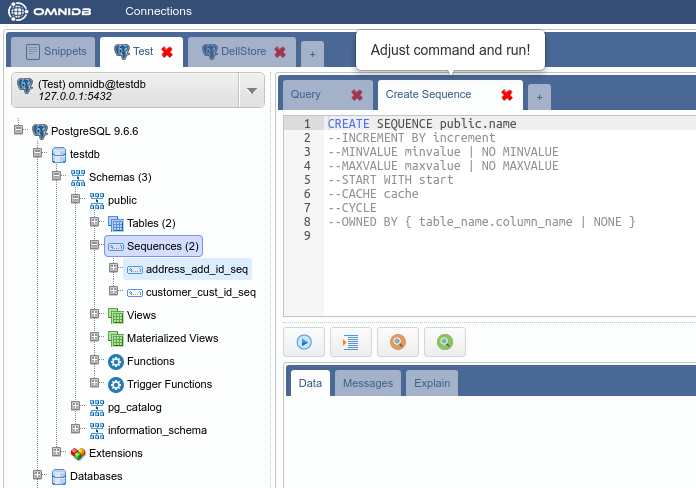 OMNIDB Connections
Snippets Test DellStore +
Adjust command and run!
(Test) omnidb@testdb
127.0.0.1:5432
Query Create Sequence +
PostgreSQL 9.6.6
testdb
Schemas (3)
public
Tables (2)
Sequences (2)
address_add_id_seq
customer_cust_id_seq
Views
Materialized Views
Functions
Trigger Functions
pg_catalog
information_schema
Extensions
Databases
1 CREATE SEQUENCE public.name
2 --INCREMENT BY increment
3 --MINVALUE minvalue | NO MINVALUE
4 --MAXVALUE maxvalue | NO MAXVALUE
5 --START WITH start
6 --CACHE cache
7 --CYCLE
8 --OWNED BY { table_name.column_name | NONE }
9
Data Messages Explain